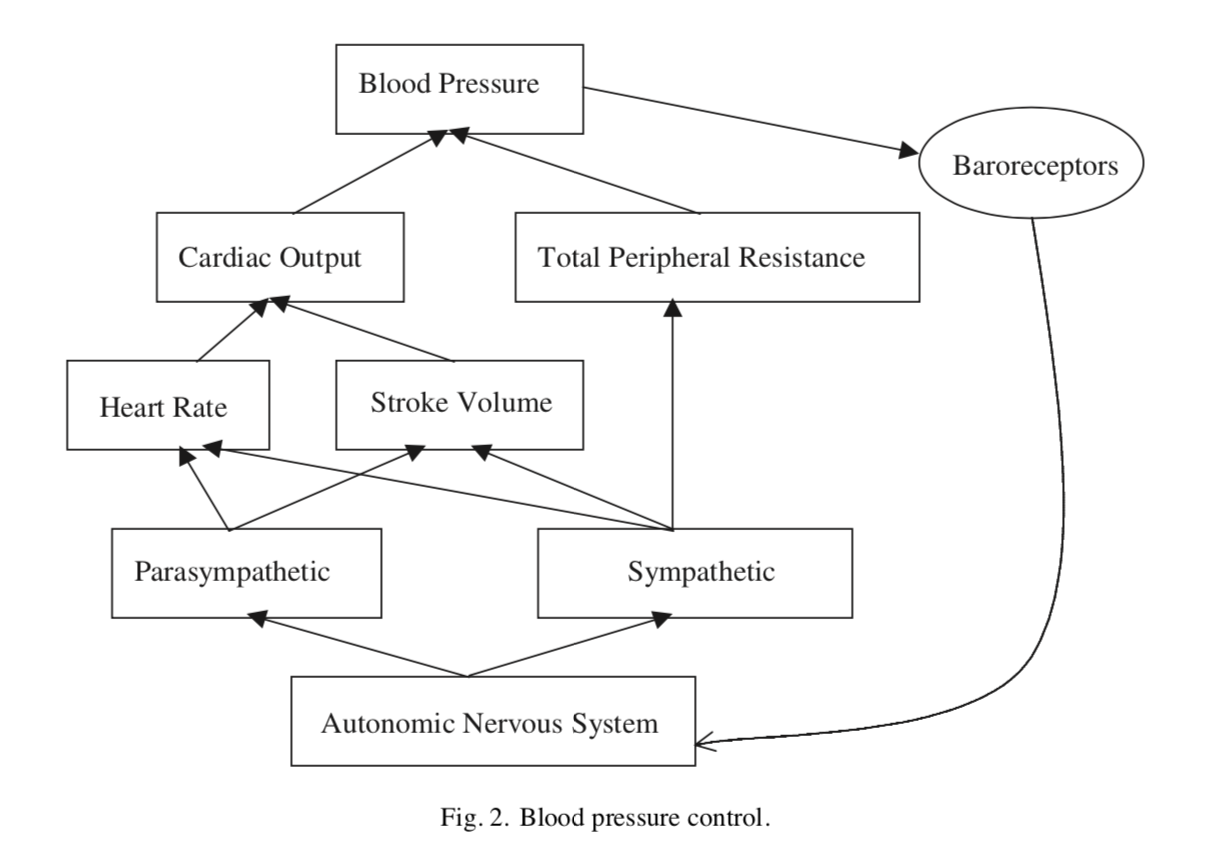 Blood Pressure
Baroreceptors
Cardiac Output
Total Peripheral Resistance
Heart Rate
Stroke Volume
Parasympathetic
Sympathetic
Autonomic Nervous System
Fig. 2. Blood pressure control.